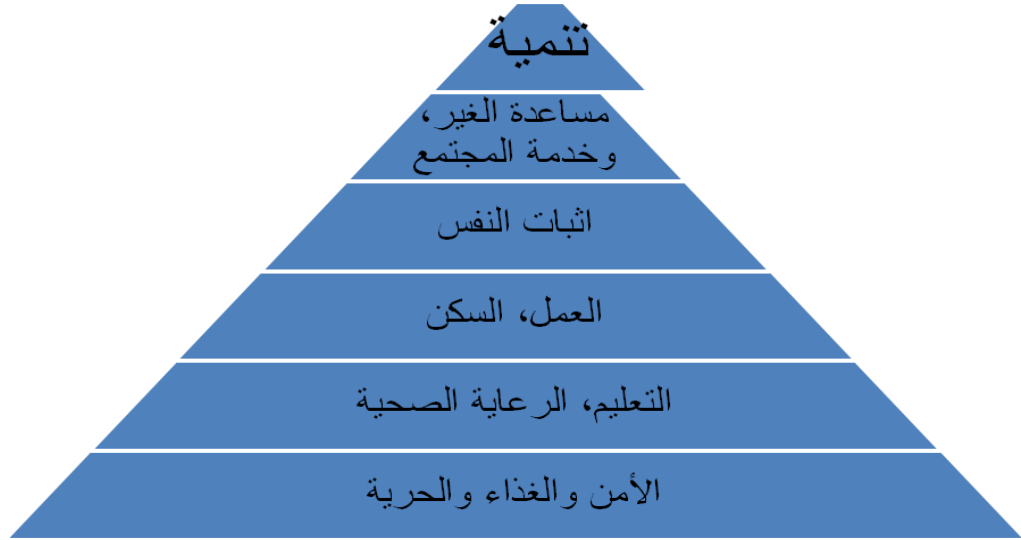 تنمية
مساعدة الغير،
وخدمة المجتمع
اثبات النفس
العمل، السكن
التعليم، الرعاية الصحية
الأمن والغذاء والحرية